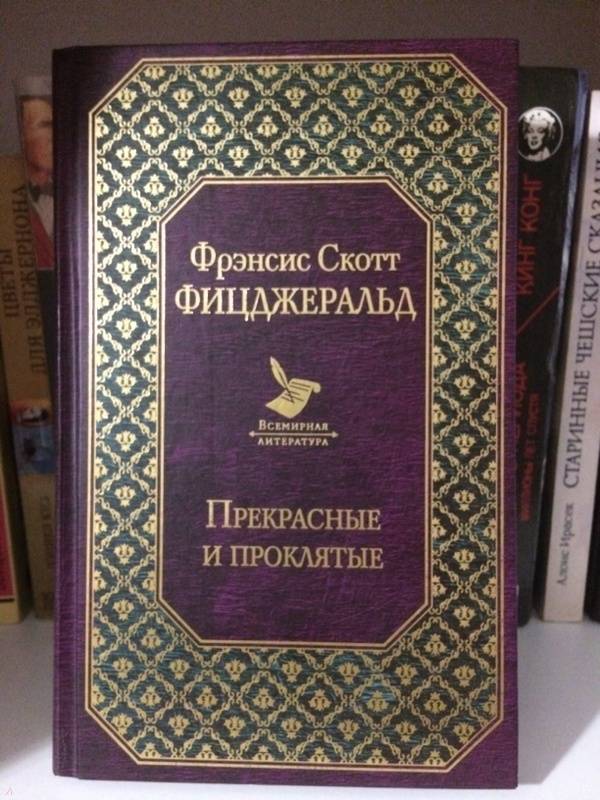 Фрэнсис Скотт
ФИЦДЖЕРАЛЬД
Всемирная
литература
Прекрасные
и проклятые
ЦВЕТЫ
ДЛЯ ЭЛДЖЕРНОНА
КИНГ КОНГ
Алоис Ирасек
СТАРИННЫЕ ЧЕШСКИЕ СКАЗАНИЯ